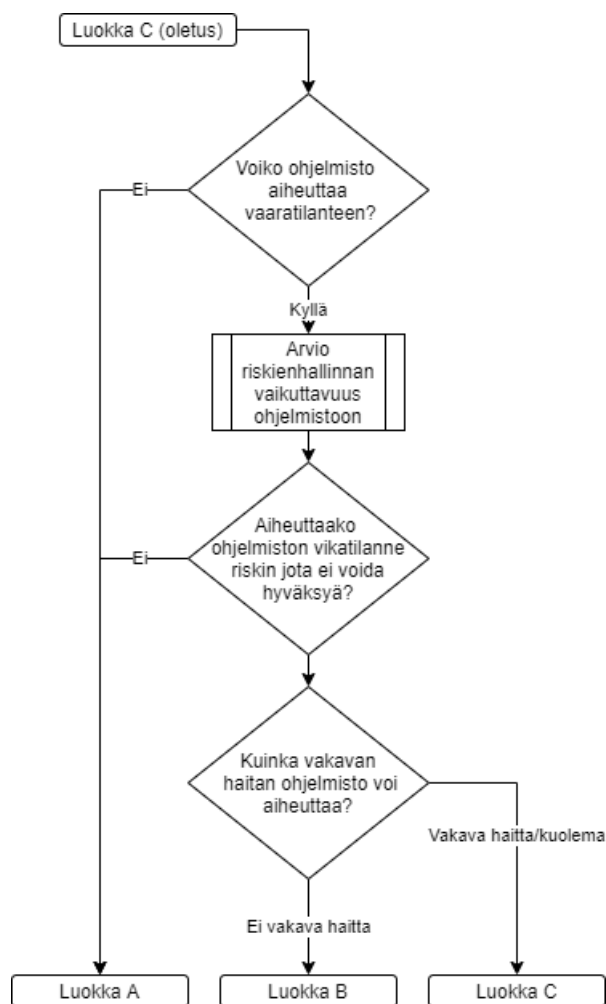 Luokka C (oletus)
Voiko ohjelmisto
aiheuttaa
vaaratilanteen?
Ei
Kyllä
Arvio
riskienhallinnan
vaikuttavuus
ohjelmistoon
Aiheuttaako
ohjelmiston vikatilanne
riskin jota ei voida
hyväksyä?
Ei
Kuinka vakavan
haitan ohjelmisto voi
aiheuttaa?
Vakava haitta/kuolema
Ei vakava haitta
Luokka A
Luokka B
Luokka C